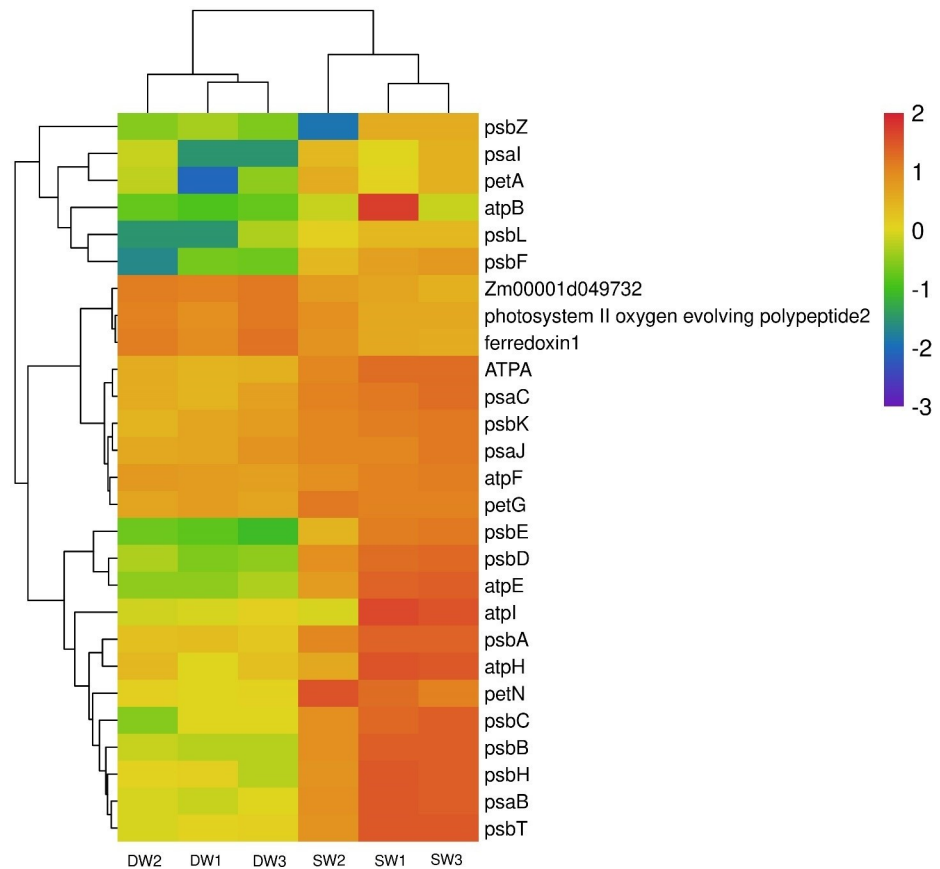 psbZ
psaI
petA
atpB
psbL
psbF
Zm00001d049732
photosystem II oxygen evolving polypeptide2
ferredoxin1
ATPA
psaC
psbK
psaJ
atpF
petG
psbE
psbD
atpE
atpI
psbA
atpH
petN
psbC
psbB
psbH
psaB
psbT
DW2 DW1 DW3 SW2 SW1 SW3
2
1
0
-1
-2
-3